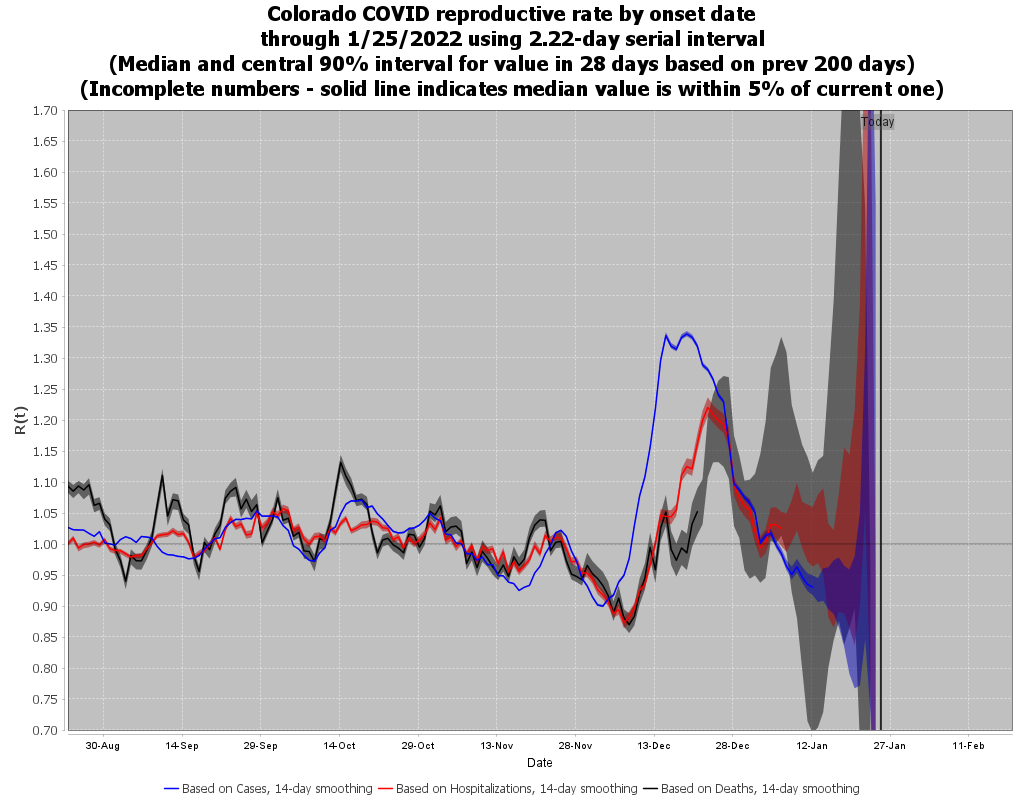 Colorado COVID reproductive rate by onset date
through 1/25/2022 using 2.22-day serial interval
(Median and central 90% interval for value in 28 days based on prev 200 days)
(Incomplete numbers - solid line indicates median value is within 5% of current one)
Today
1.70
1.65
1.60
1.55
1.50
1.45
1.40
1.35
1.30
1.25
1.20
1.15
1.10
1.05
1.00
0.95
0.90
0.85
0.80
0.75
0.70
R(t)
30-Aug 14-Sep 29-Sep 14-Oct 29-Oct 13-Nov 28-Nov 13-Dec 28-Dec 12-Jan 27-Jan 11-Feb
Date
Based on Cases, 14-day smoothing Based on Hospitalizations, 14-day smoothing Based on Deaths, 14-day smoothing